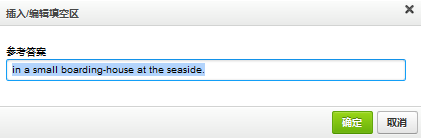 插入/编辑填空区
参考答案
in a small boarding-house at the seaside.
确定 取消